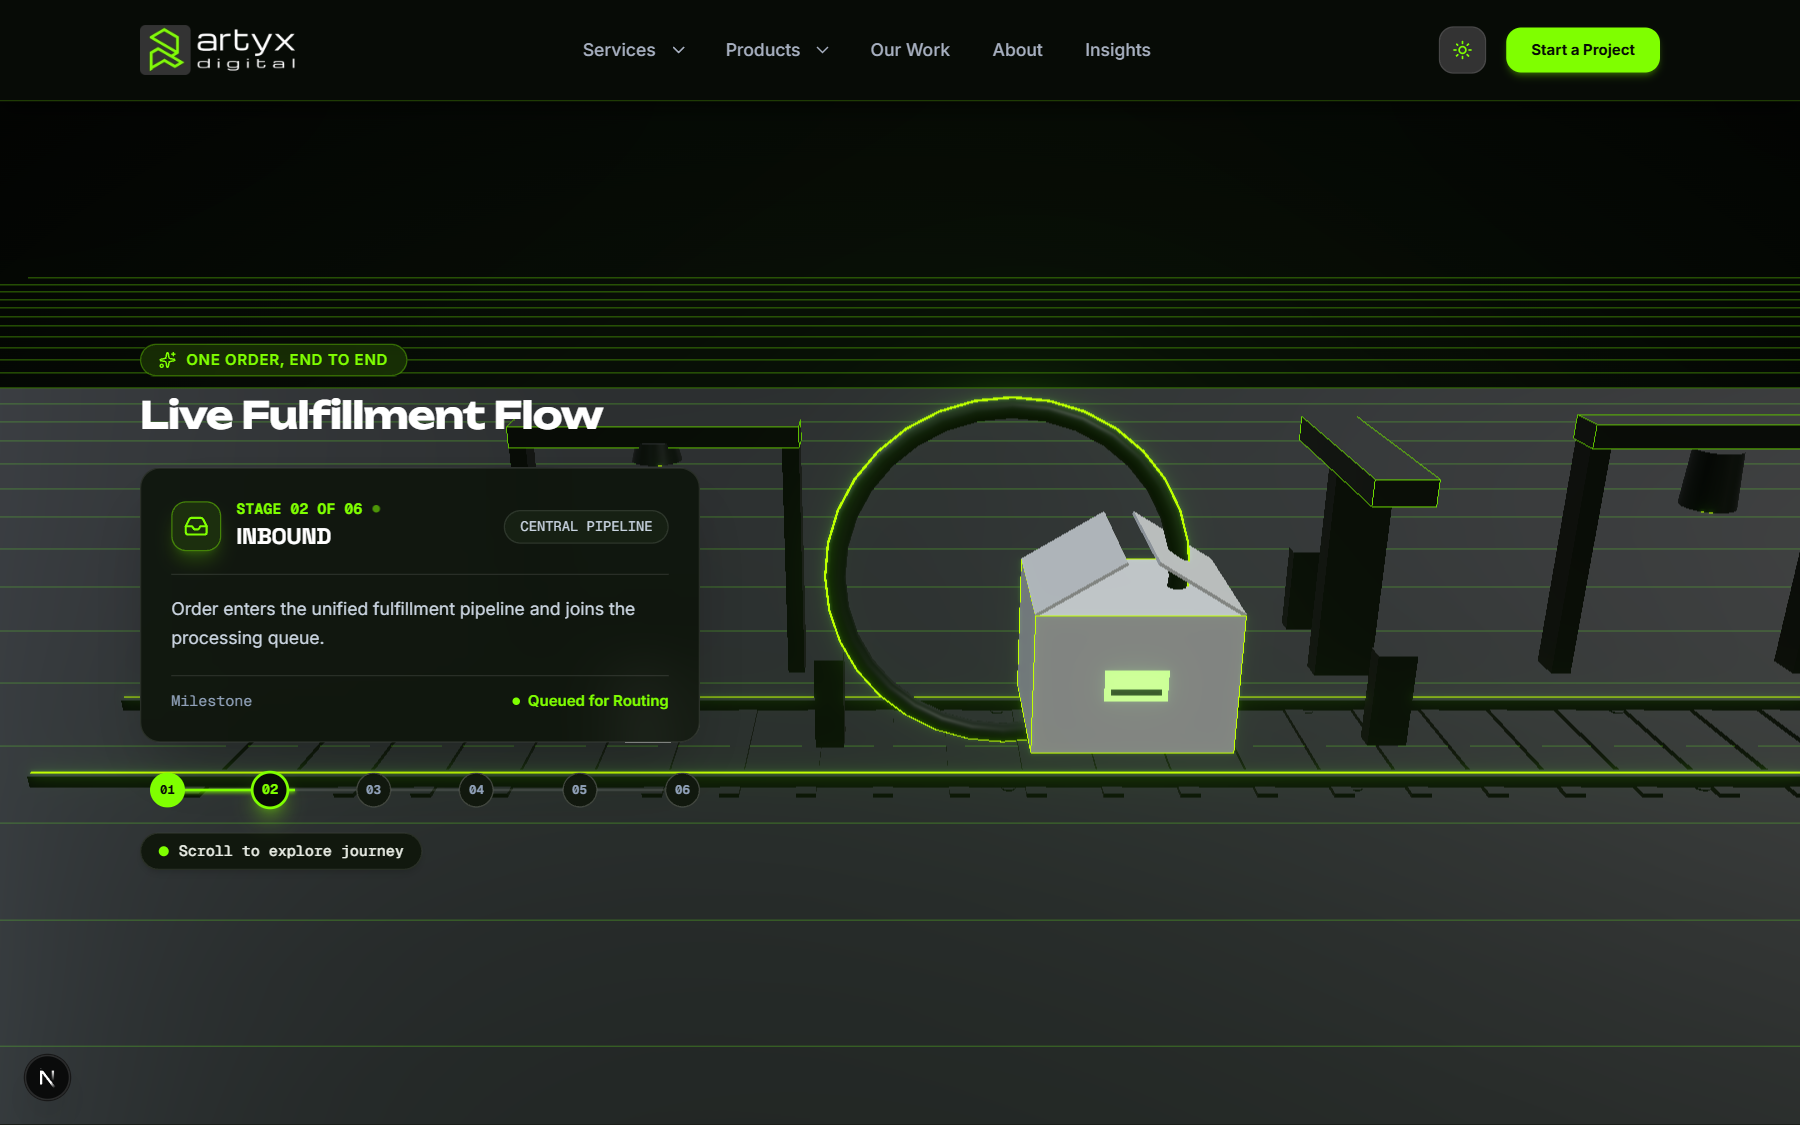 artyx
digital
Services
Products
Our Work
About
Insights
Start a Project
ONE ORDER, END TO END
Live Fulfillment Flow
STAGE 02 OF 06
INBOUND
CENTRAL PIPELINE
Order enters the unified fulfillment pipeline and joins the
processing queue.
Milestone
Queued for Routing
01
02
03
04
05
06
Scroll to explore journey
N